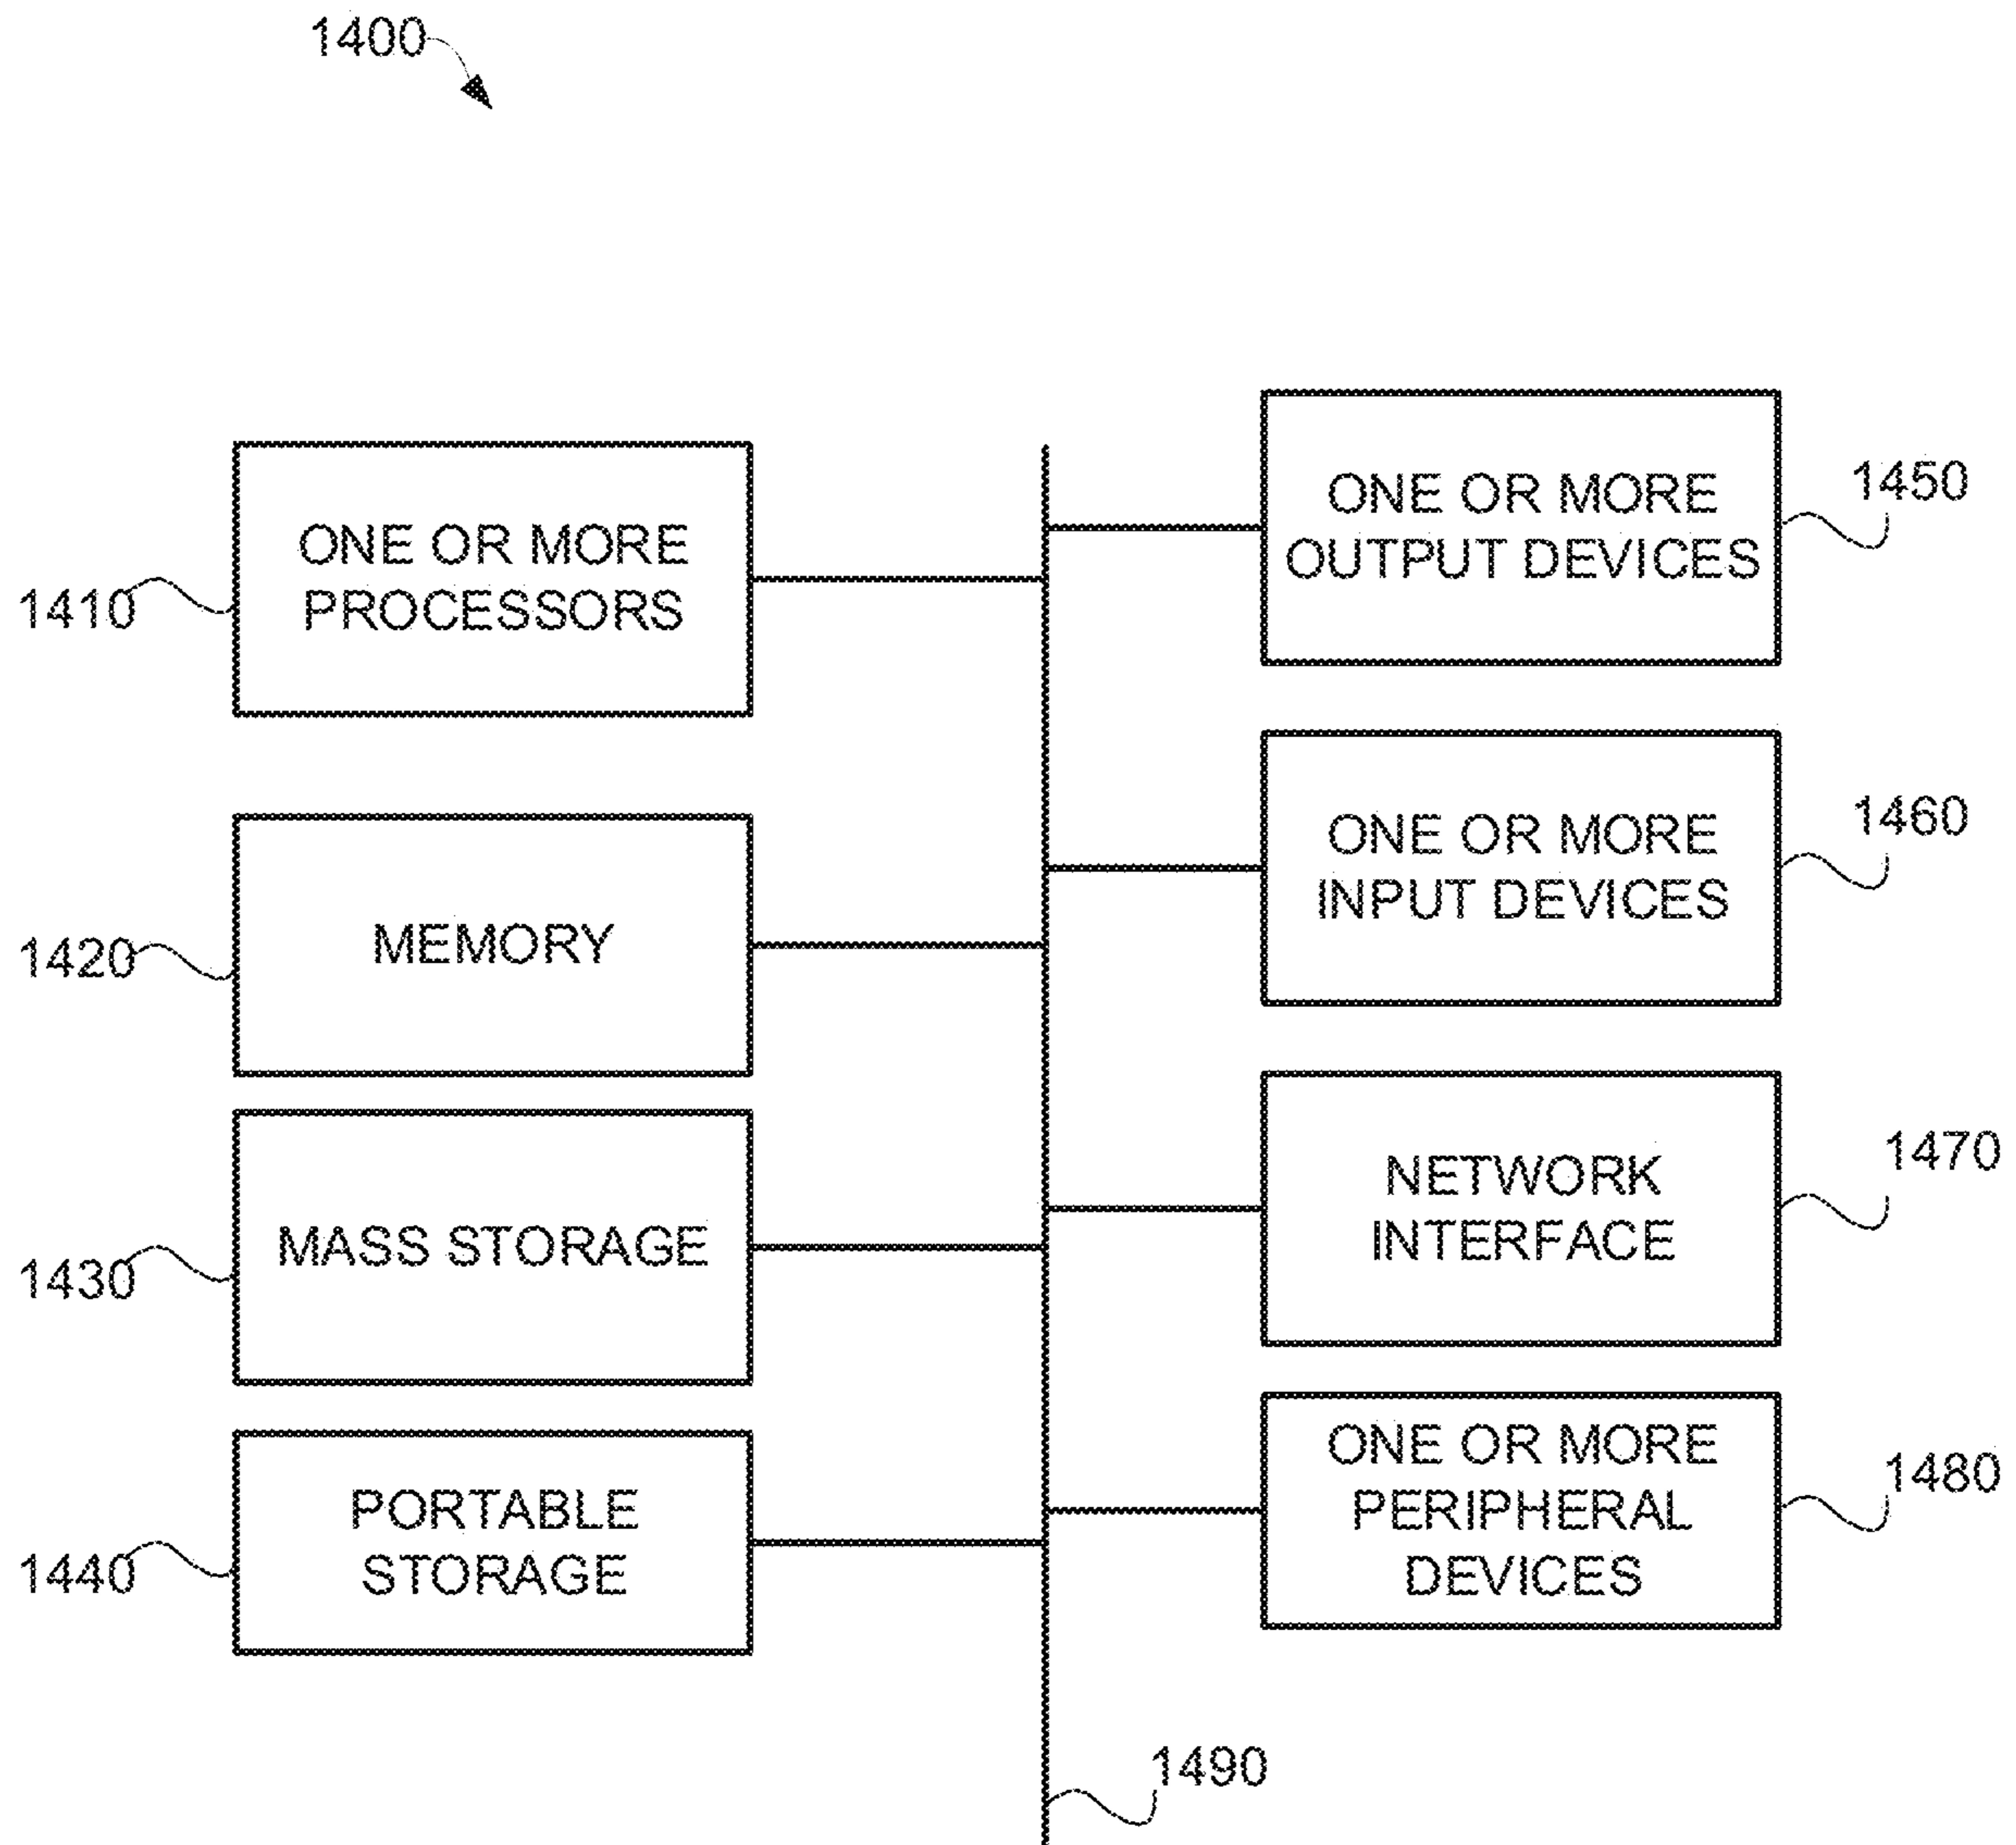 1400
ONE OR MORE
PROCESSORS
1410
MEMORY
1420
MASS STORAGE
1430
PORTABLE
STORAGE
1440
ONE OR MORE
OUTPUT DEVICES
1450
ONE OR MORE
INPUT DEVICES
1460
NETWORK
INTERFACE
1470
ONE OR MORE
PERIPHERAL
DEVICES
1480
1490